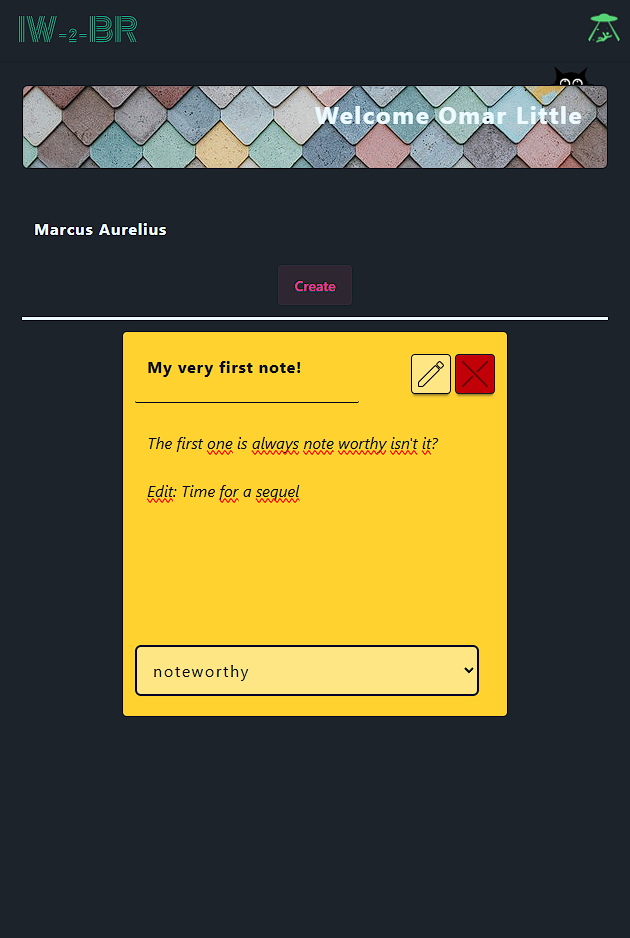 IW-2-BR
Welcome Omar Little
Marcus Aurelius
Create
My very first note!
The first one is always note worthy isn't it?
Edit: Time for a sequel
noteworthy